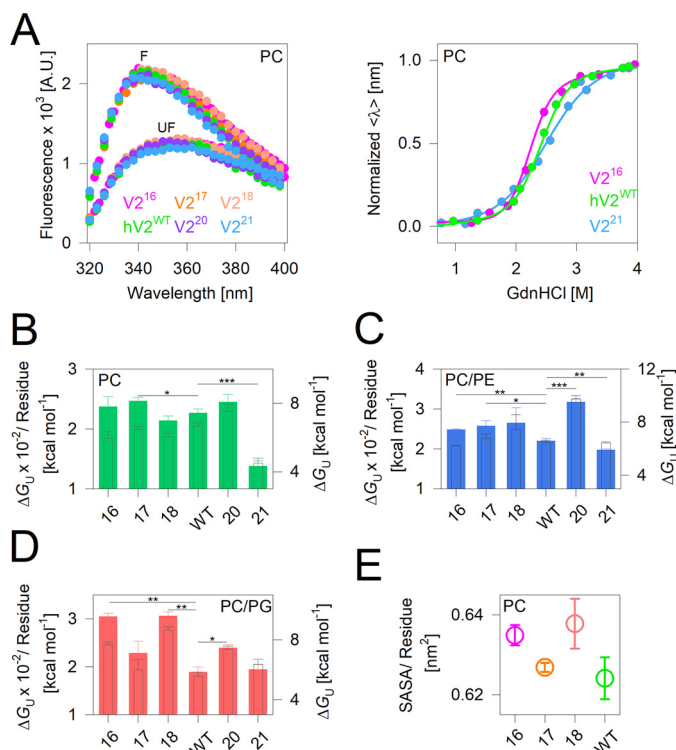 A
F
PC
UF
Fluorescence x 10³ [A.U.]
2
1
0
V2¹⁶ V2¹⁷ V2¹⁸
hV2ᵂᵀ V2²⁰ V2²¹
320 340 360 380 400
Wavelength [nm]
PC
Normalized <λ> [nm]
1.0
0.5
0.0
V2¹⁶
hV2ᵂᵀ
V2²¹
1 2 3 4
GdnHCl [M]
B
PC
* ***
ΔG_U x 10⁻²/ Residue
[kcal mol⁻¹]
3
2
1
8
4
ΔG_U
[kcal mol⁻¹]
16 17 18 WT 20 21
C
PC/PE
** * *** **
ΔG_U x 10⁻²/ Residue
[kcal mol⁻¹]
4
3
2
1
12
8
4
ΔG_U
[kcal mol⁻¹]
16 17 18 WT 20 21
D
PC/PG
** ** *
ΔG_U x 10⁻²/ Residue
[kcal mol⁻¹]
3
2
1
8
4
ΔG_U
[kcal mol⁻¹]
16 17 18 WT 20 21
E
PC
SASA/ Residue
[nm²]
0.64
0.62
16 17 18 WT